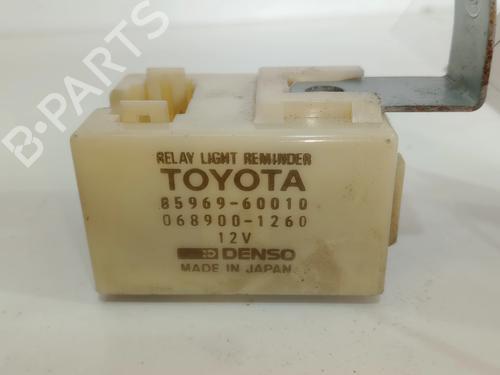 B-PARTS
RELAY LIGHT REMINDER
TOYOTA
85969-60010
068900-1260
12V
DENSO
MADE IN JAPAN